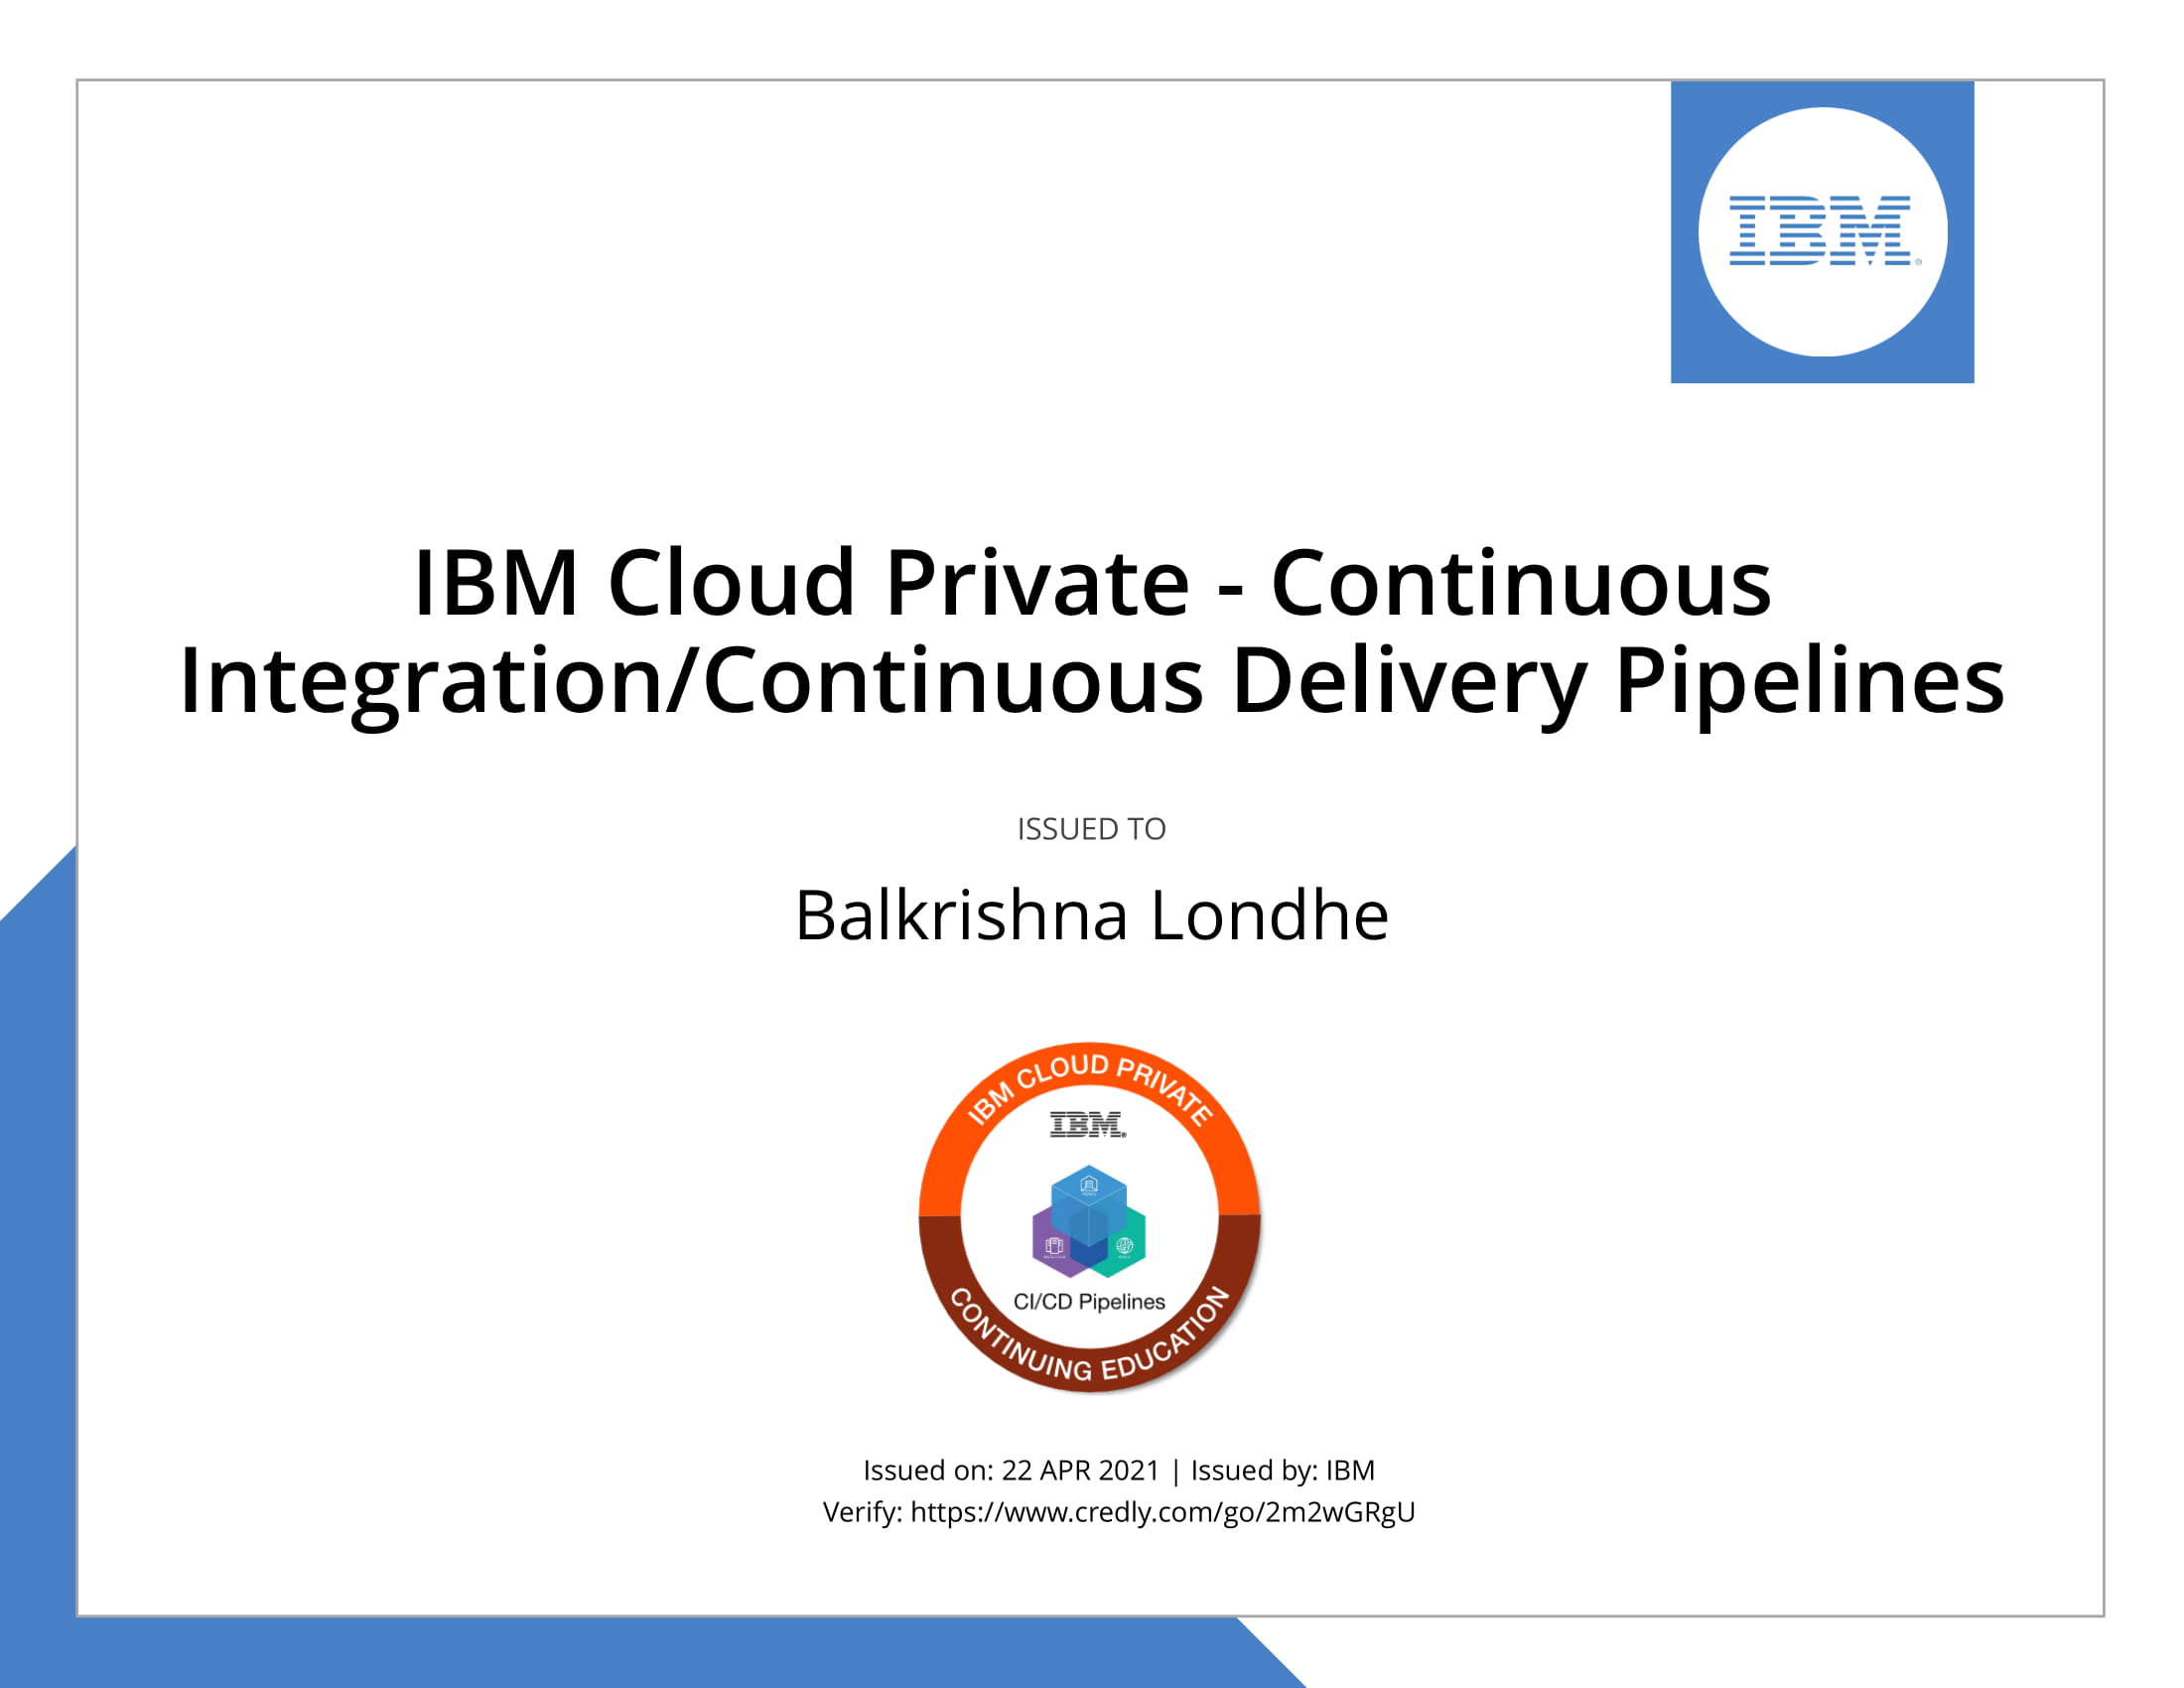 IBM®
IBM Cloud Private - Continuous
Integration/Continuous Delivery Pipelines
ISSUED TO
Balkrishna Londhe
IBM CLOUD PRIVATE
IBM®
CI/CD Pipelines
CONTINUING EDUCATION
Issued on: 22 APR 2021 | Issued by: IBM
Verify: https://www.credly.com/go/2m2wGRgU